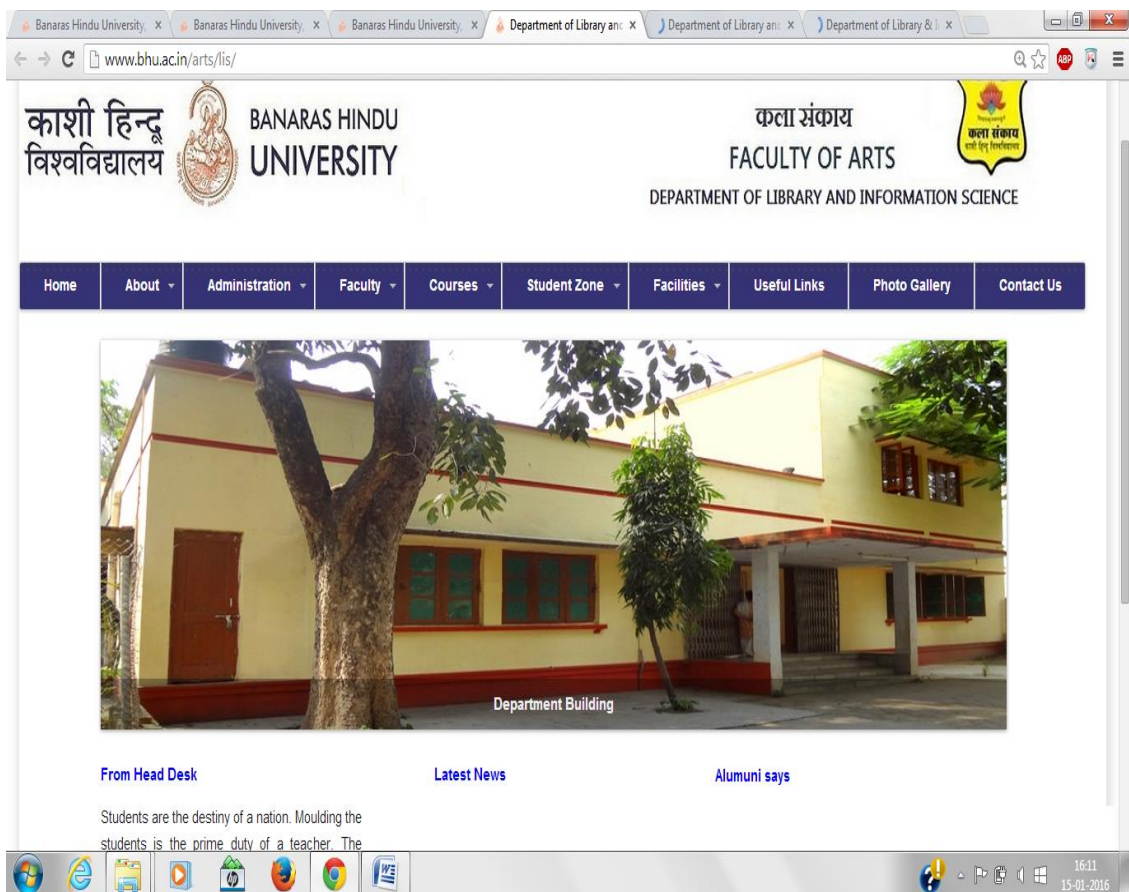 Banaras Hindu University,
Banaras Hindu University,
Banaras Hindu University,
Department of Library and
Department of Library and
Department of Library &
www.bhu.ac.in/arts/lis/
ABP
काशी हिन्दू
विश्वविद्यालय
BANARAS HINDU
UNIVERSITY
कला संकाय
FACULTY OF ARTS
DEPARTMENT OF LIBRARY AND INFORMATION SCIENCE
कला संकाय
Home About Administration Faculty Courses Student Zone Facilities Useful Links Photo Gallery Contact Us
Department Building
From Head Desk
Latest News
Alumuni says
Students are the destiny of a nation. Moulding the
students is the prime duty of a teacher. The
hp
16:11
15-01-2016